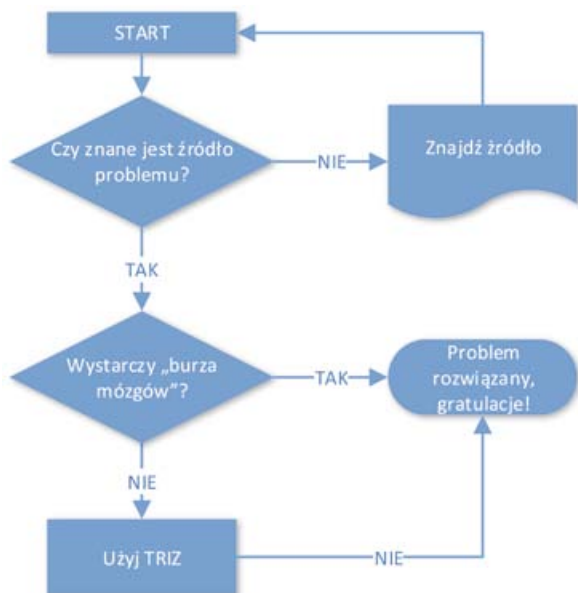 START
Czy znane jest źródło
problemu?
NIE
Znajdź żródło
TAK
Wystarczy „burza
mózgów”?
TAK
Problem
rozwiązany,
gratulacje!
NIE
Użyj TRIZ
NIE